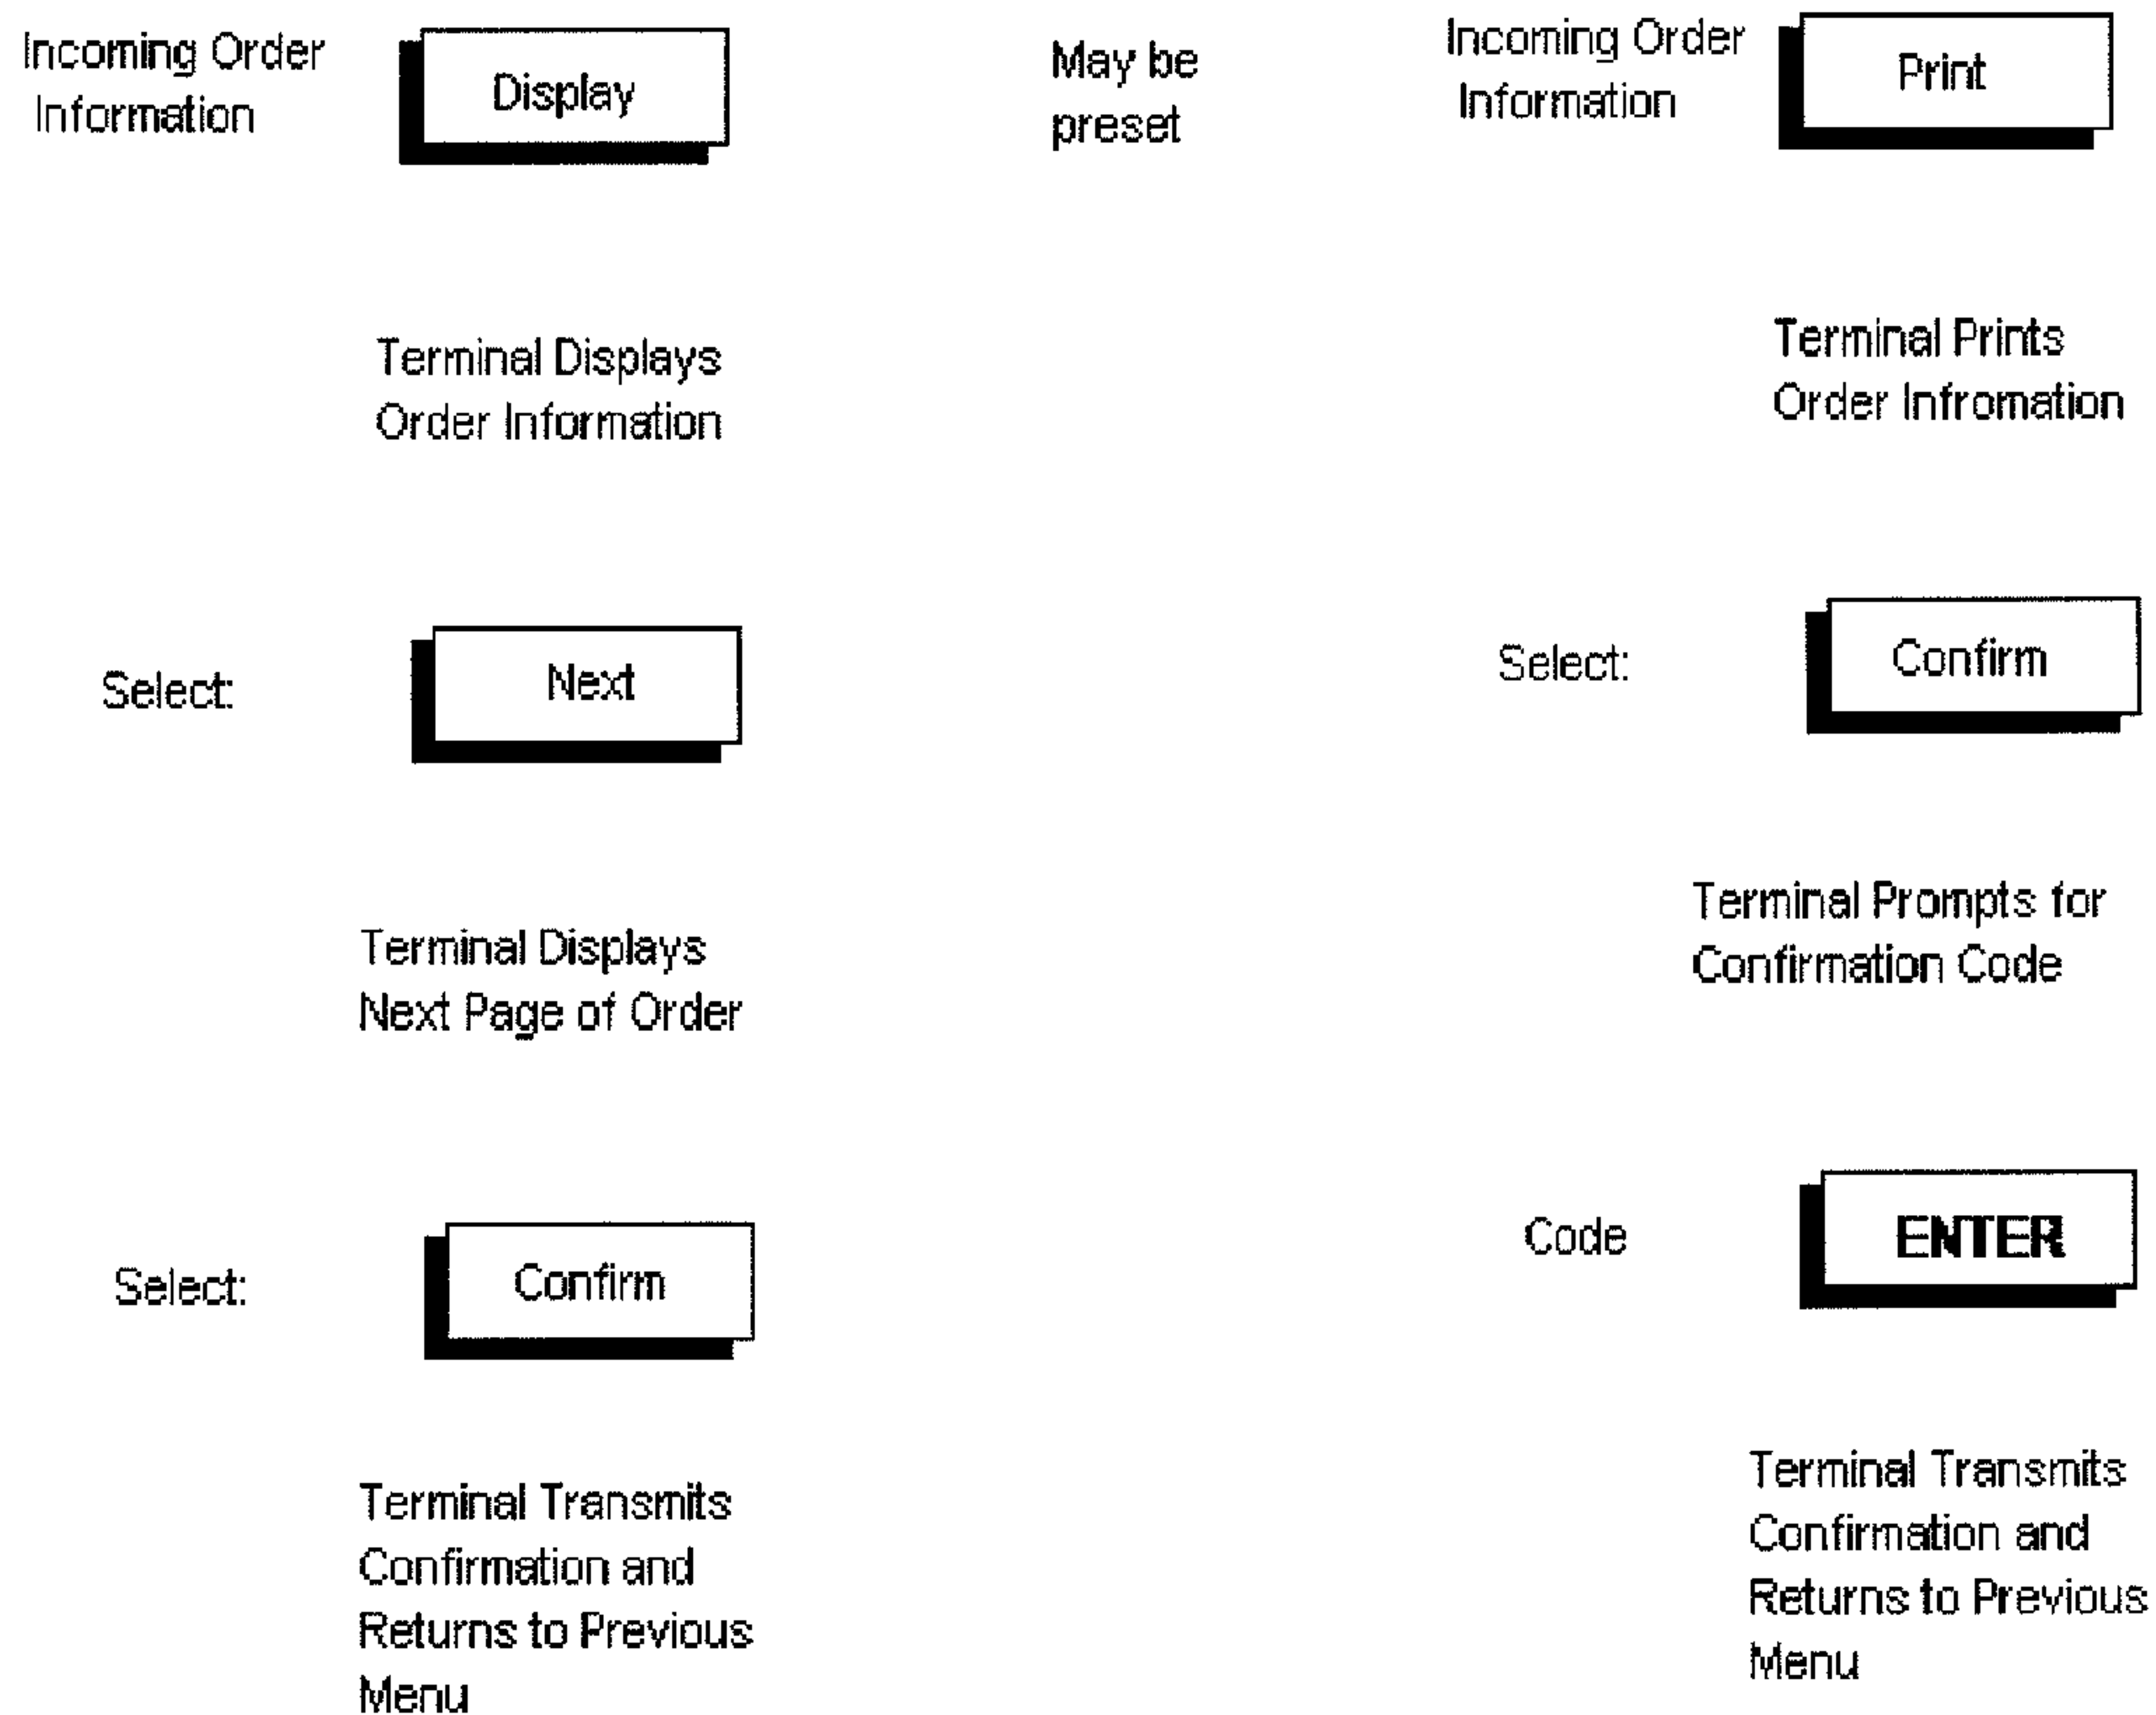 Incoming Order
Information
Display
Terminal Displays
Order Information
Select:
Next
Terminal Displays
Next Page of Order
Select:
Confirm
Terminal Transmits
Confirmation and
Returns to Previous
Menu
May be
preset
Incoming Order
Information
Print
Terminal Prints
Order Infromation
Select:
Confirm
Terminal Prompts for
Confirmation Code
Code
ENTER
Terminal Transmits
Confirmation and
Returns to Previous
Menu